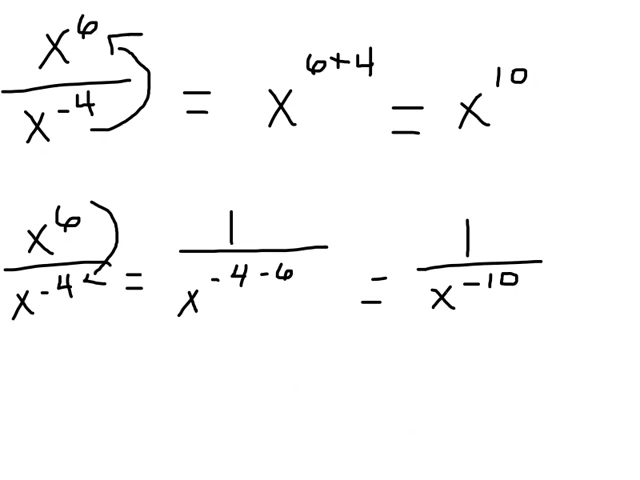 x^6 / x^-4 = x^6+4 = x^10
x^6 / x^-4 = 1 / x^-4-6 = 1 / x^-10